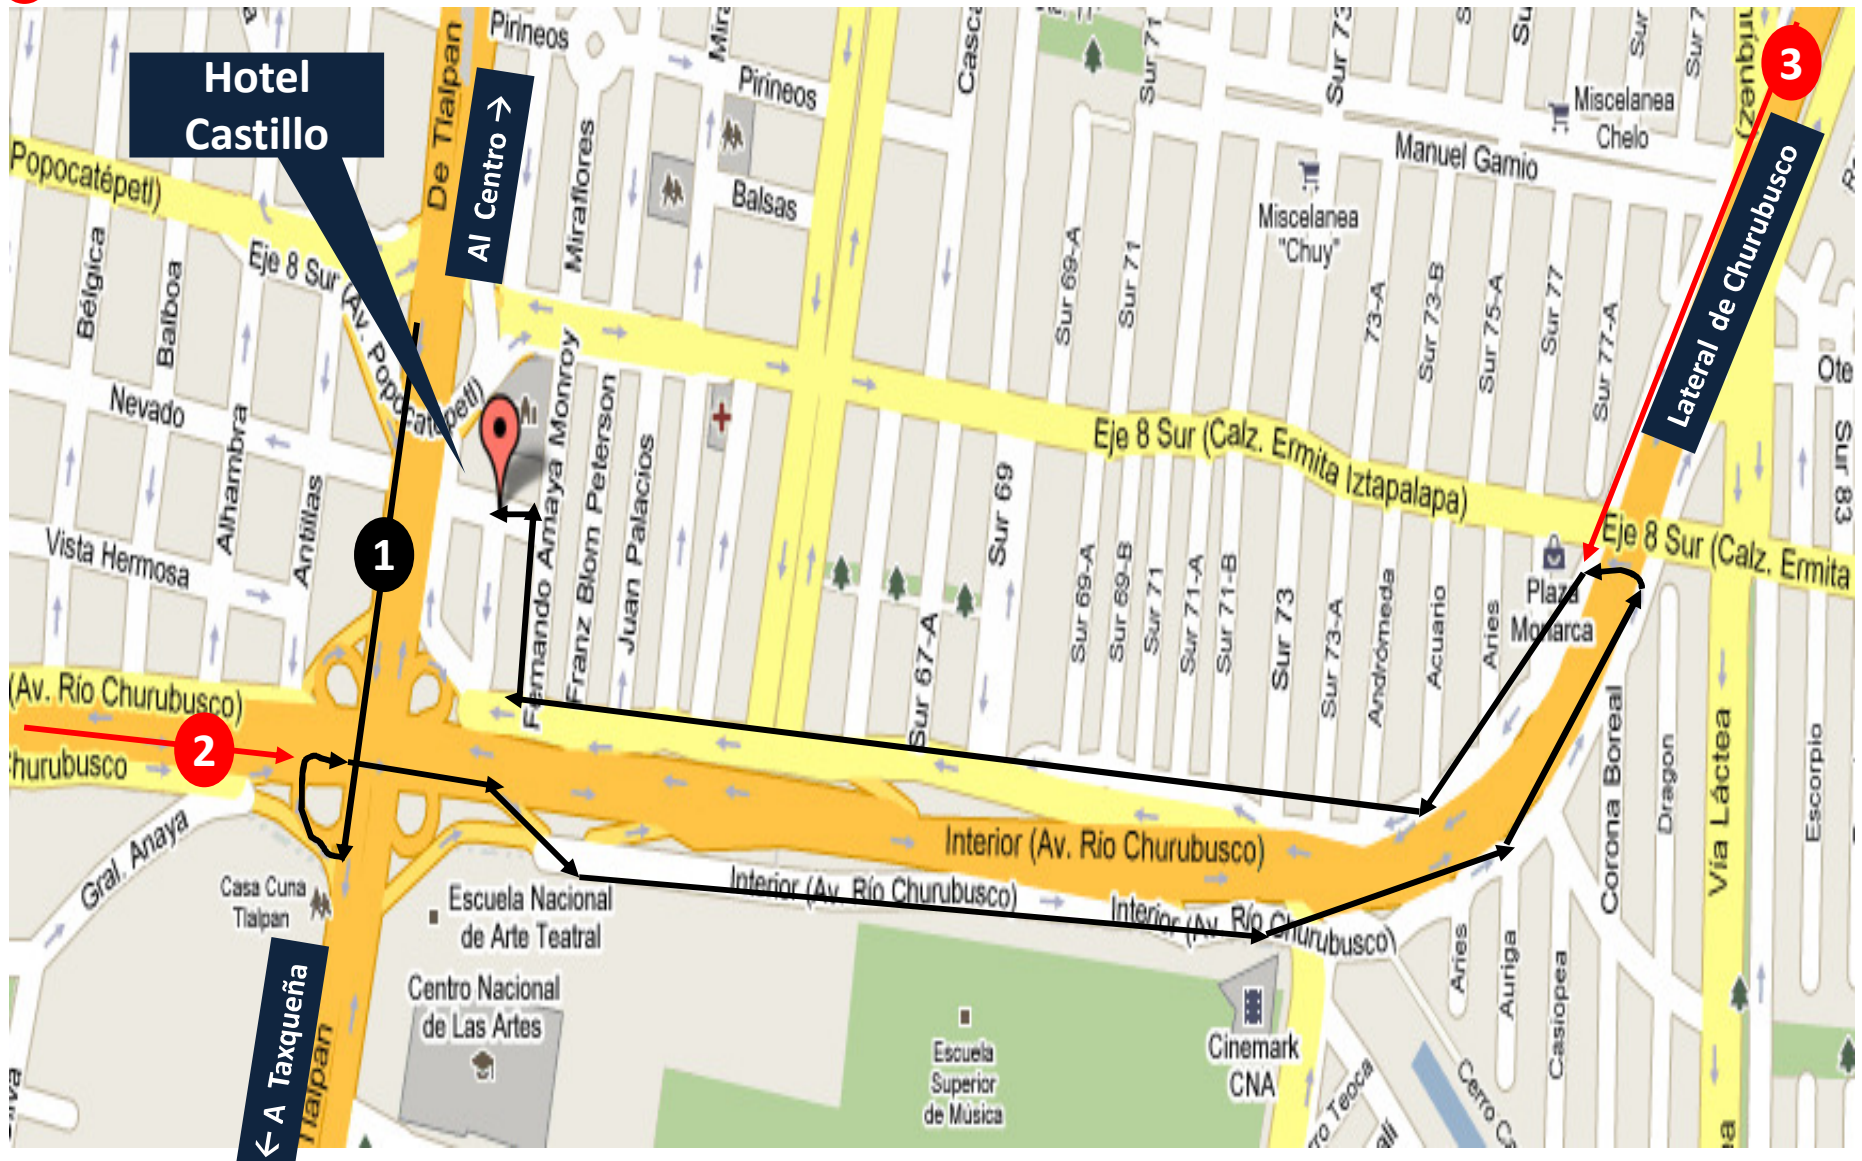 Hotel
Castillo
Al Centro →
← A Taxqueña
Lateral de Churubusco
1
2
3
Pirineos
De Tlalpan
Pirineos
Miraflores
Balsas
Sur 71
Sur 73
Miscelanea
Chelo
Manuel Gamio
Miscelanea
"Chuy"
Popocatépetl)
Eje 8 Sur (Av. Popocatépetl)
Bélgica
Balboa
Nevado
Alhambra
Antillas
Vista Hermosa
Fernando Amaya Monroy
Franz Blom Peterson
Juan Palacios
Sur 69-A
Sur 71
73-A
Sur 73-B
Sur 75-A
Sur 77
Sur 77-A
Eje 8 Sur (Calz. Ermita Iztapalapa)
Eje 8 Sur (Calz. Ermita
Sur 83
Sur 69
Sur 67-A
Sur 69-A
Sur 69-B
Sur 71
Sur 71-A
Sur 71-B
Sur 73
Sur 73-A
Andrómeda
Acuario
Aries
Plaza
Monarca
(Av. Río Churubusco)
Churubusco
Interior (Av. Río Churubusco)
Interior (Av. Río Churubusco)
Interior (Av. Río Churubusco)
Corona Boreal
Dragon
Vía Láctea
Escorpio
Gral. Anaya
Casa Cuna
Tlalpan
Escuela Nacional
de Arte Teatral
Centro Nacional
de Las Artes
Tlalpan
Escuela
Superior
de Música
Cinemark
CNA
Aries
Auriga
Casiopea